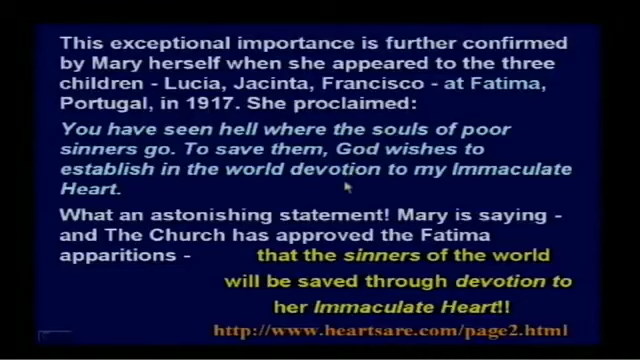 This exceptional importance is further confirmed
by Mary herself when she appeared to the three
children - Lucia, Jacinta, Francisco - at Fatima,
Portugal, in 1917. She proclaimed:
You have seen hell where the souls of poor
sinners go. To save them, God wishes to
establish in the world devotion to my Immaculate
Heart.
What an astonishing statement! Mary is saying -
and The Church has approved the Fatima
apparitions - that the sinners of the world
will be saved through devotion to
her Immaculate Heart!!
http://www.heartsare.com/page2.html